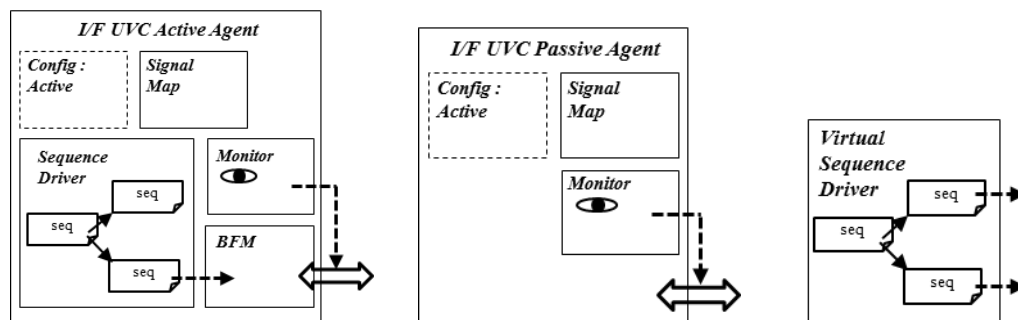 I/F UVC Active Agent
Config :
Active
Signal
Map
Sequence
Driver
seq
seq
seq
Monitor
BFM
I/F UVC Passive Agent
Config :
Active
Signal
Map
Monitor
Virtual
Sequence
Driver
seq
seq
seq